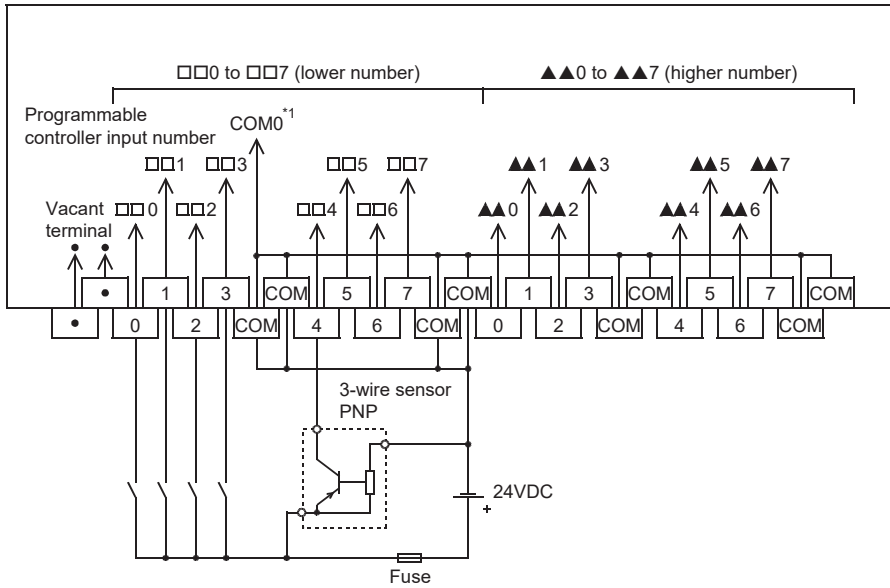 □□0 to □□7 (lower number)
▲▲0 to ▲▲7 (higher number)
Programmable
controller input number
COM0*1
□□1
□□3
□□5
□□7
▲▲1
▲▲3
▲▲5
▲▲7
Vacant
terminal
□□0
□□2
□□4
□□6
▲▲0
▲▲2
▲▲4
▲▲6
• 1 3 COM 5 7 COM 1 3 COM 5 7 COM
• 0 2 COM 4 6 COM 0 2 COM 4 6 COM
3-wire sensor
PNP
24VDC
+
Fuse